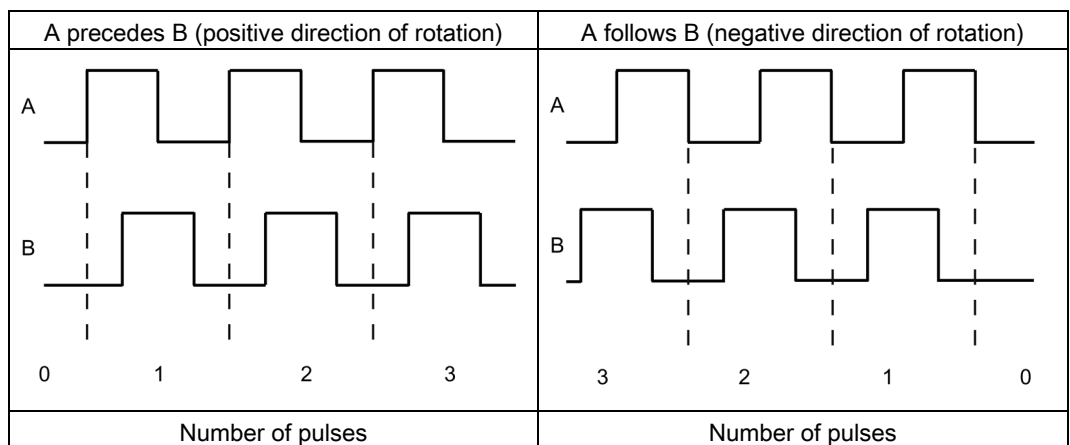 A precedes B (positive direction of rotation)
A follows B (negative direction of rotation)
A
B
0 1 2 3
A
B
3 2 1 0
Number of pulses
Number of pulses